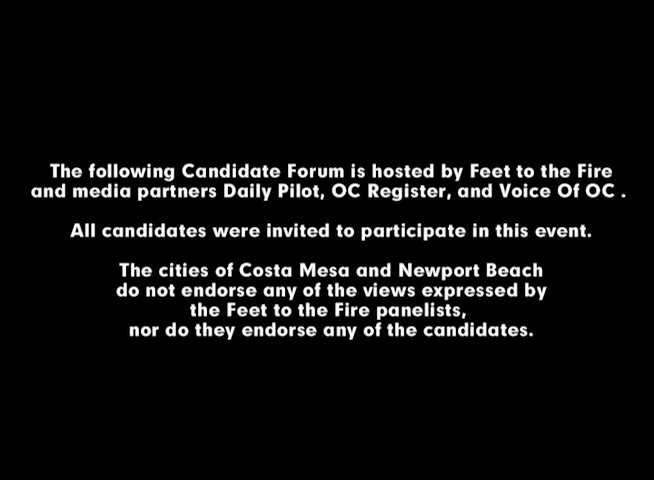 The following Candidate Forum is hosted by Feet to the Fire
and media partners Daily Pilot, OC Register, and Voice Of OC .
All candidates were invited to participate in this event.
The cities of Costa Mesa and Newport Beach
do not endorse any of the views expressed by
the Feet to the Fire panelists,
nor do they endorse any of the candidates.